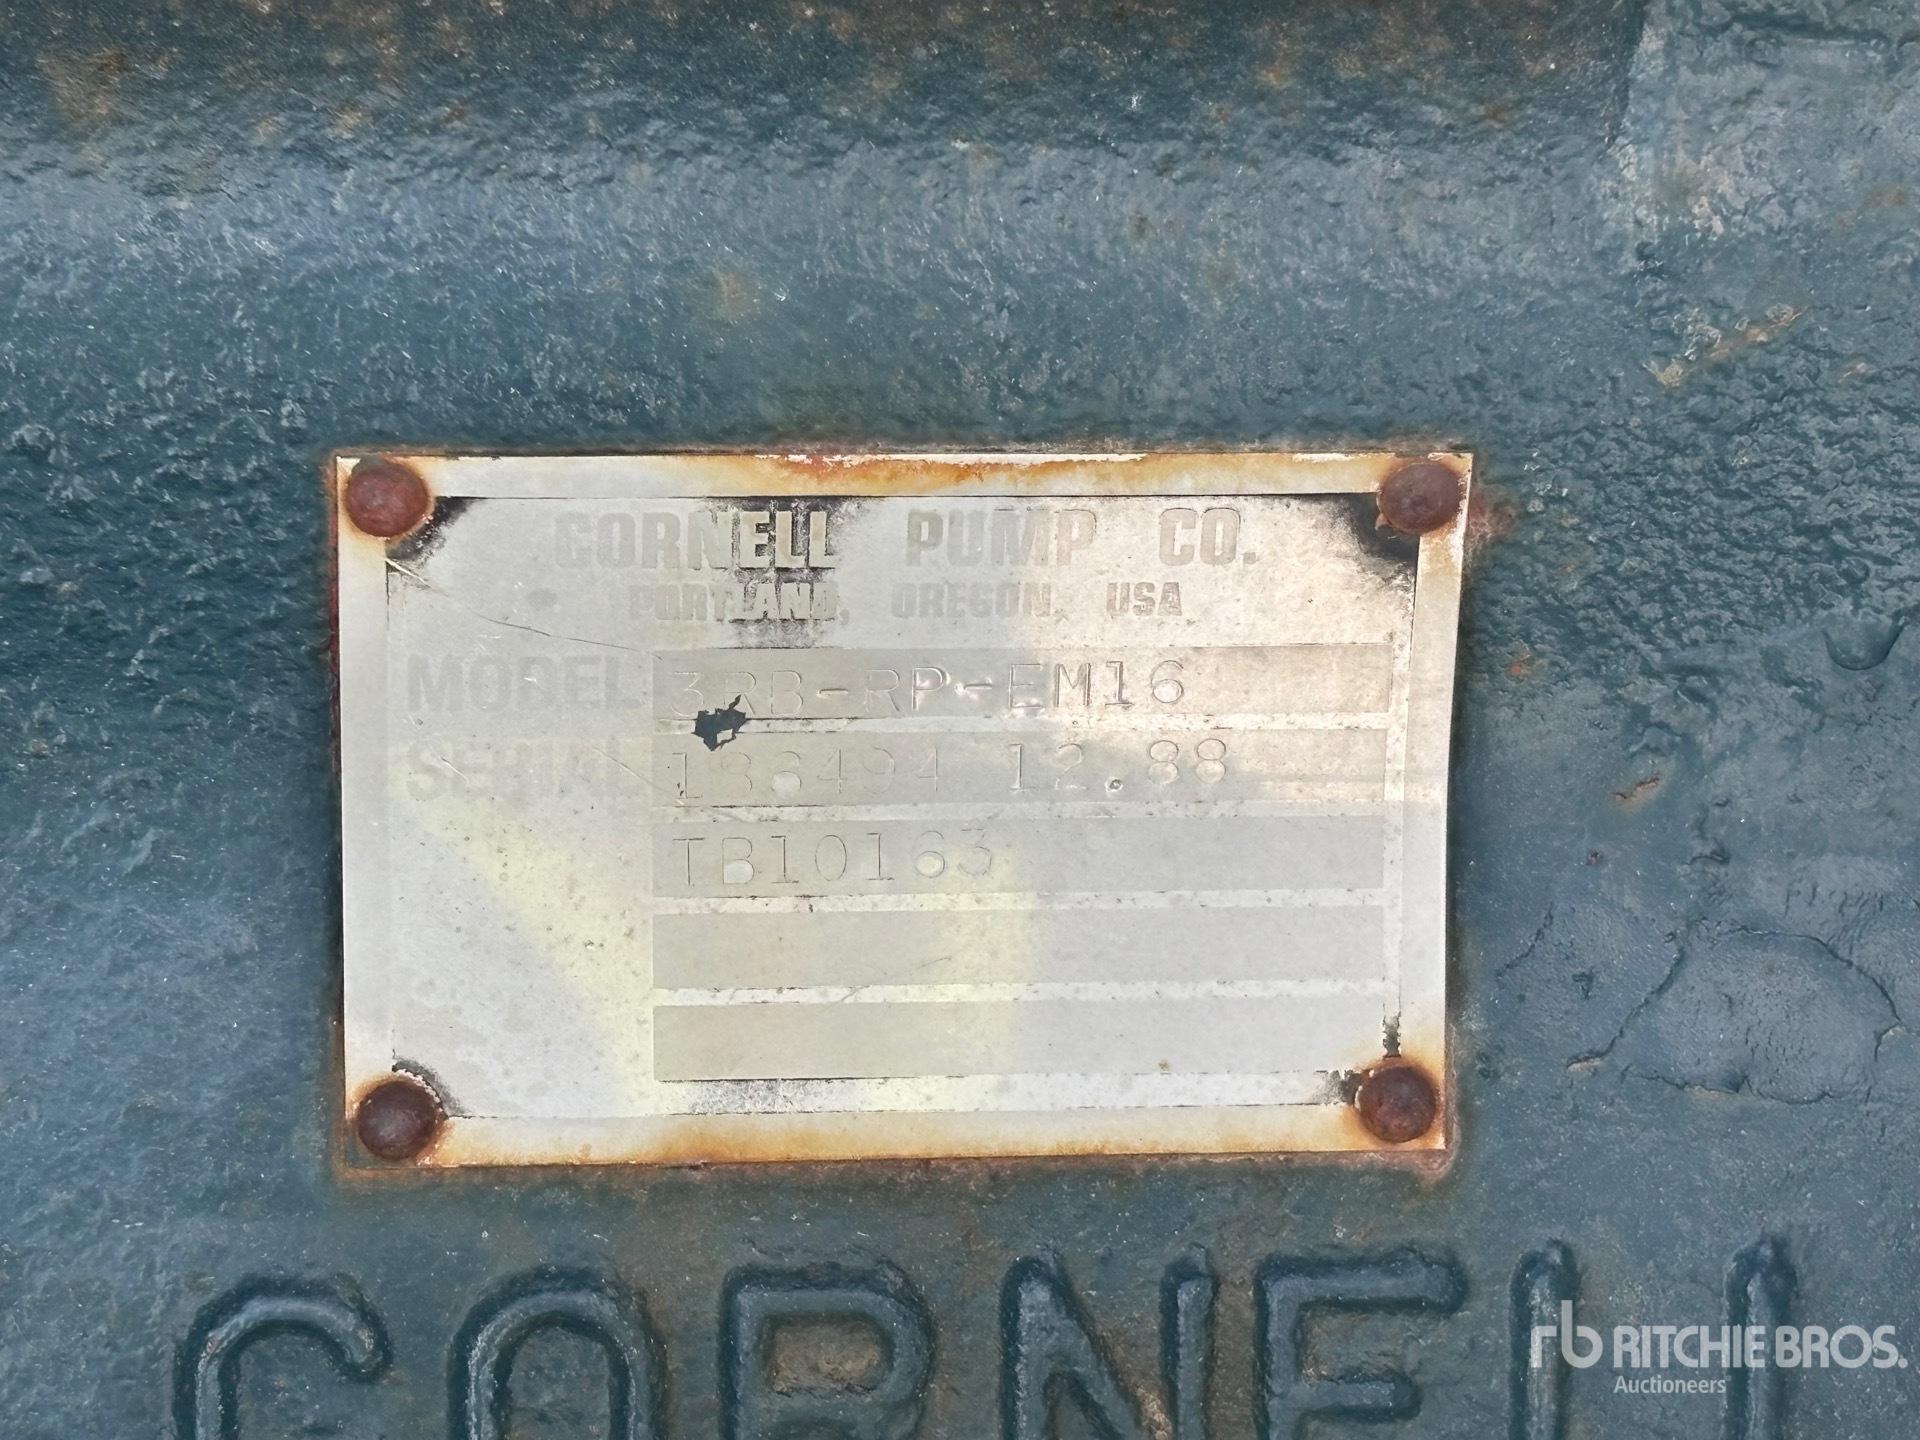 CORNELL PUMP CO.
PORTLAND, OREGON, USA
MODEL 3RB-RP-EM16
SERIAL 136494 12.88
TB10163
CORNELL
rb RITCHIE BROS.
Auctioneers